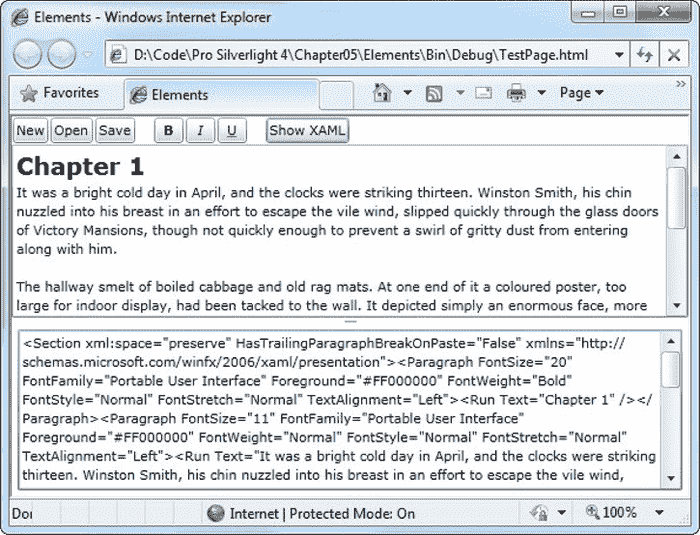 Elements - Windows Internet Explorer
D:\Code\Pro Silverlight 4\Chapter05\Elements\Bin\Debug\TestPage.html
Favorites
Elements
Page
New Open Save B I U Show XAML
Chapter 1
It was a bright cold day in April, and the clocks were striking thirteen. Winston Smith, his chin
nuzzled into his breast in an effort to escape the vile wind, slipped quickly through the glass doors
of Victory Mansions, though not quickly enough to prevent a swirl of gritty dust from entering
along with him.
The hallway smelt of boiled cabbage and old rag mats. At one end of it a coloured poster, too
large for indoor display, had been tacked to the wall. It depicted simply an enormous face, more
<Section xml:space="preserve" HasTrailingParagraphBreakOnPaste="False" xmlns="http://
schemas.microsoft.com/winfx/2006/xaml/presentation"><Paragraph FontSize="20"
FontFamily="Portable User Interface" Foreground="#FF000000" FontWeight="Bold"
FontStyle="Normal" FontStretch="Normal" TextAlignment="Left"><Run Text="Chapter 1" /></
Paragraph><Paragraph FontSize="11" FontFamily="Portable User Interface"
Foreground="#FF000000" FontWeight="Normal" FontStyle="Normal" FontStretch="Normal"
TextAlignment="Left"><Run Text="It was a bright cold day in April, and the clocks were striking
thirteen. Winston Smith, his chin nuzzled into his breast in an effort to escape the vile wind,
Internet | Protected Mode: On
100%